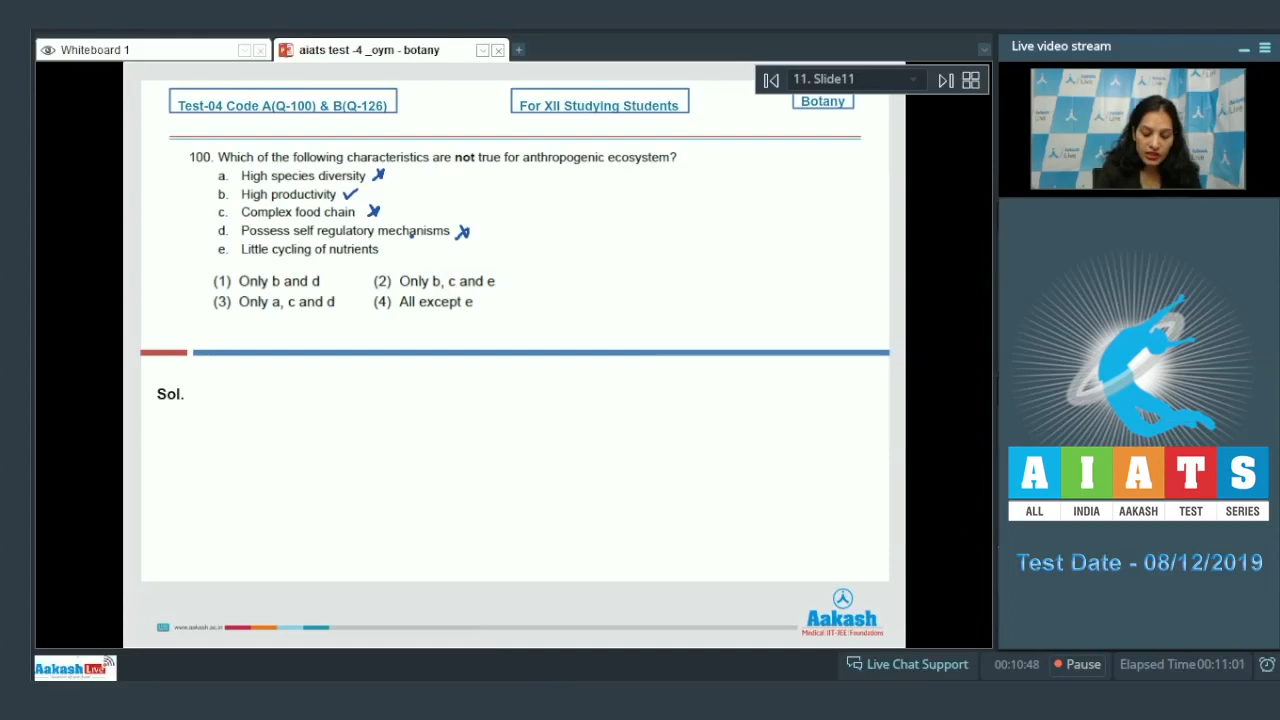 Whiteboard 1
aiats test -4 _oym - botany
Live video stream
11. Slide11
Test-04 Code A(Q-100) & B(Q-126)
For XII Studying Students
Botany
100. Which of the following characteristics are not true for anthropogenic ecosystem?
a. High species diversity
b. High productivity
c. Complex food chain
d. Possess self regulatory mechanisms
e. Little cycling of nutrients
(1) Only b and d (2) Only b, c and e
(3) Only a, c and d (4) All except e
Sol.
A I A T S
ALL INDIA AAKASH TEST SERIES
Test Date - 08/12/2019
www.aakash.ac.in
Aakash
Medical|IIT-JEE|Foundations
Aakash Live
Live Chat Support
00:10:48
Pause
Elapsed Time 00:11:01